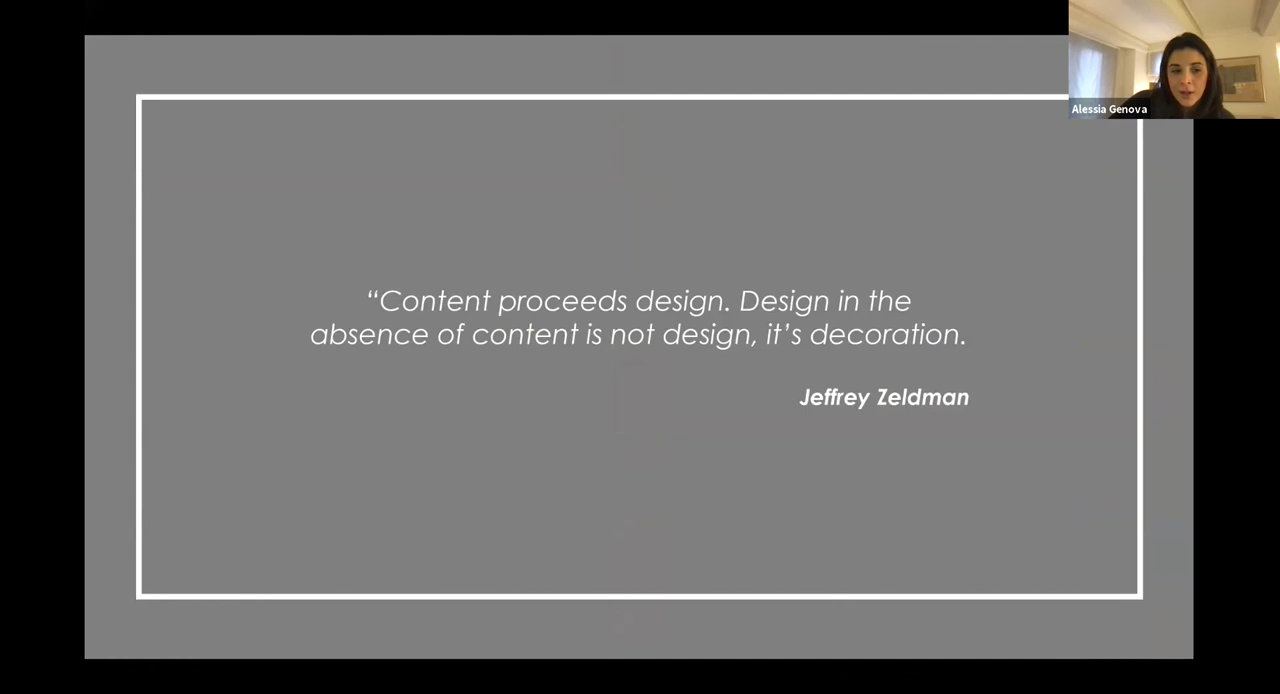 Alessia Genova
“Content proceeds design. Design in the
absence of content is not design, it’s decoration.
Jeffrey Zeldman